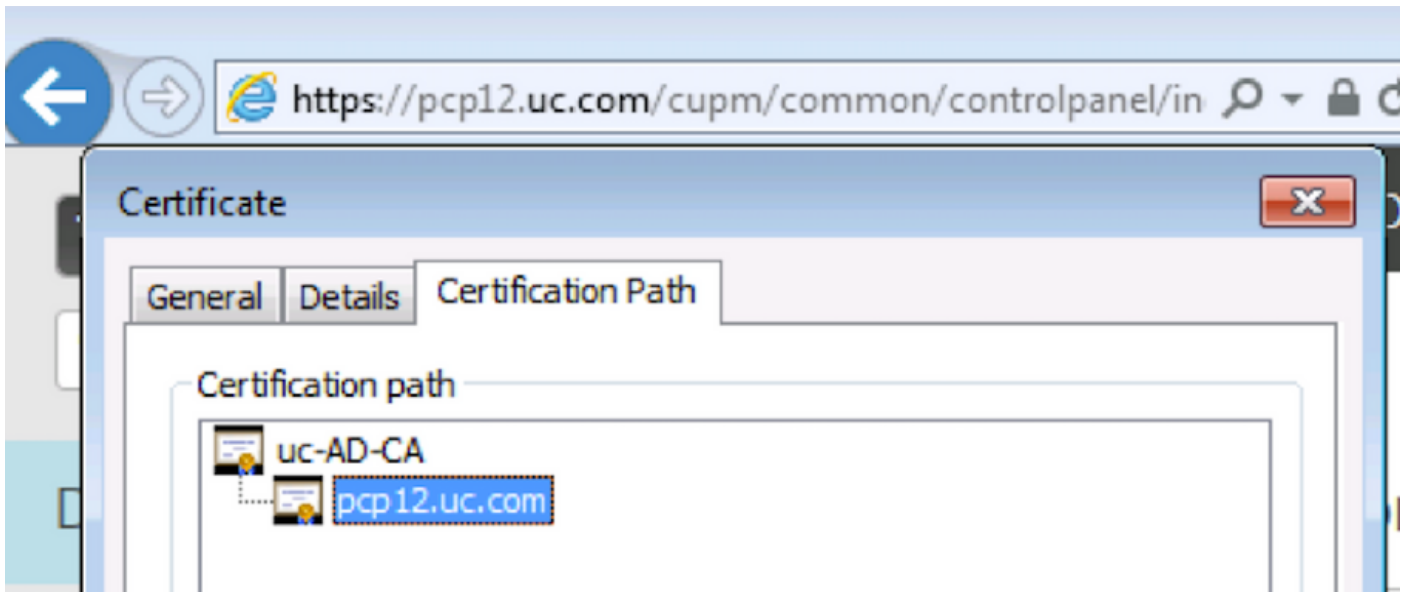 https://pcp12.uc.com/cupm/common/controlpanel/in
Certificate
General Details Certification Path
Certification path
uc-AD-CA
pcp12.uc.com